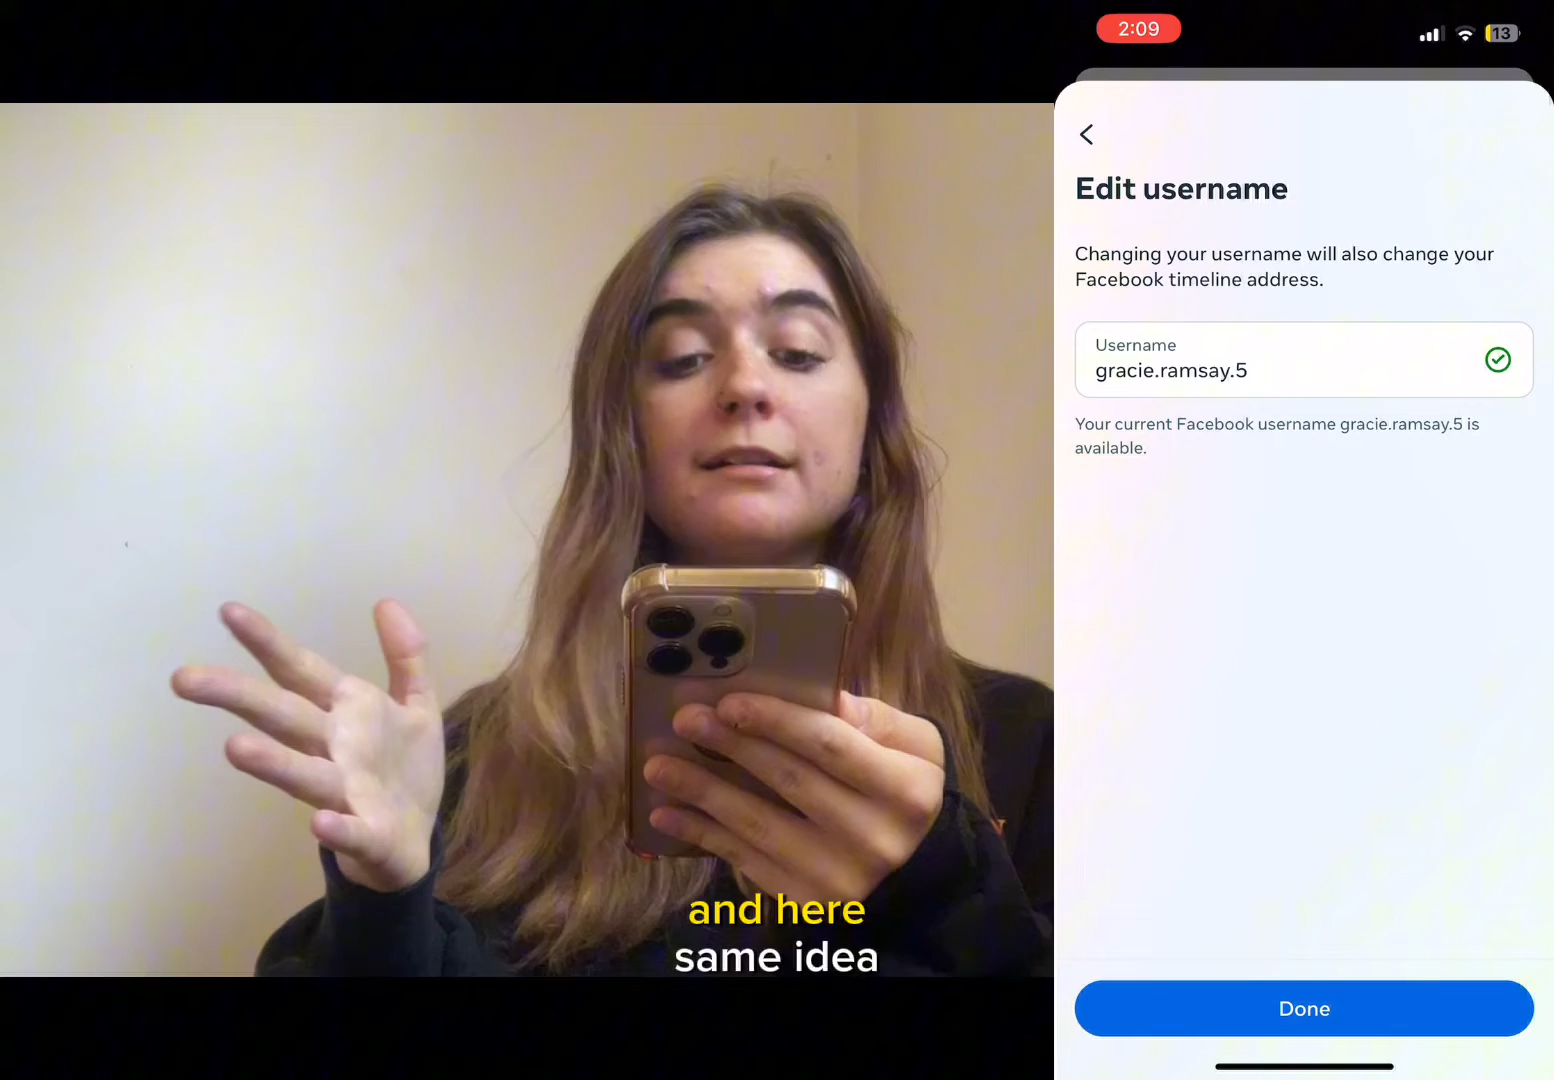 2:09
13
Edit username
Changing your username will also change your
Facebook timeline address.
Username
gracie.ramsay.5
Your current Facebook username gracie.ramsay.5 is
available.
and here
same idea
Done